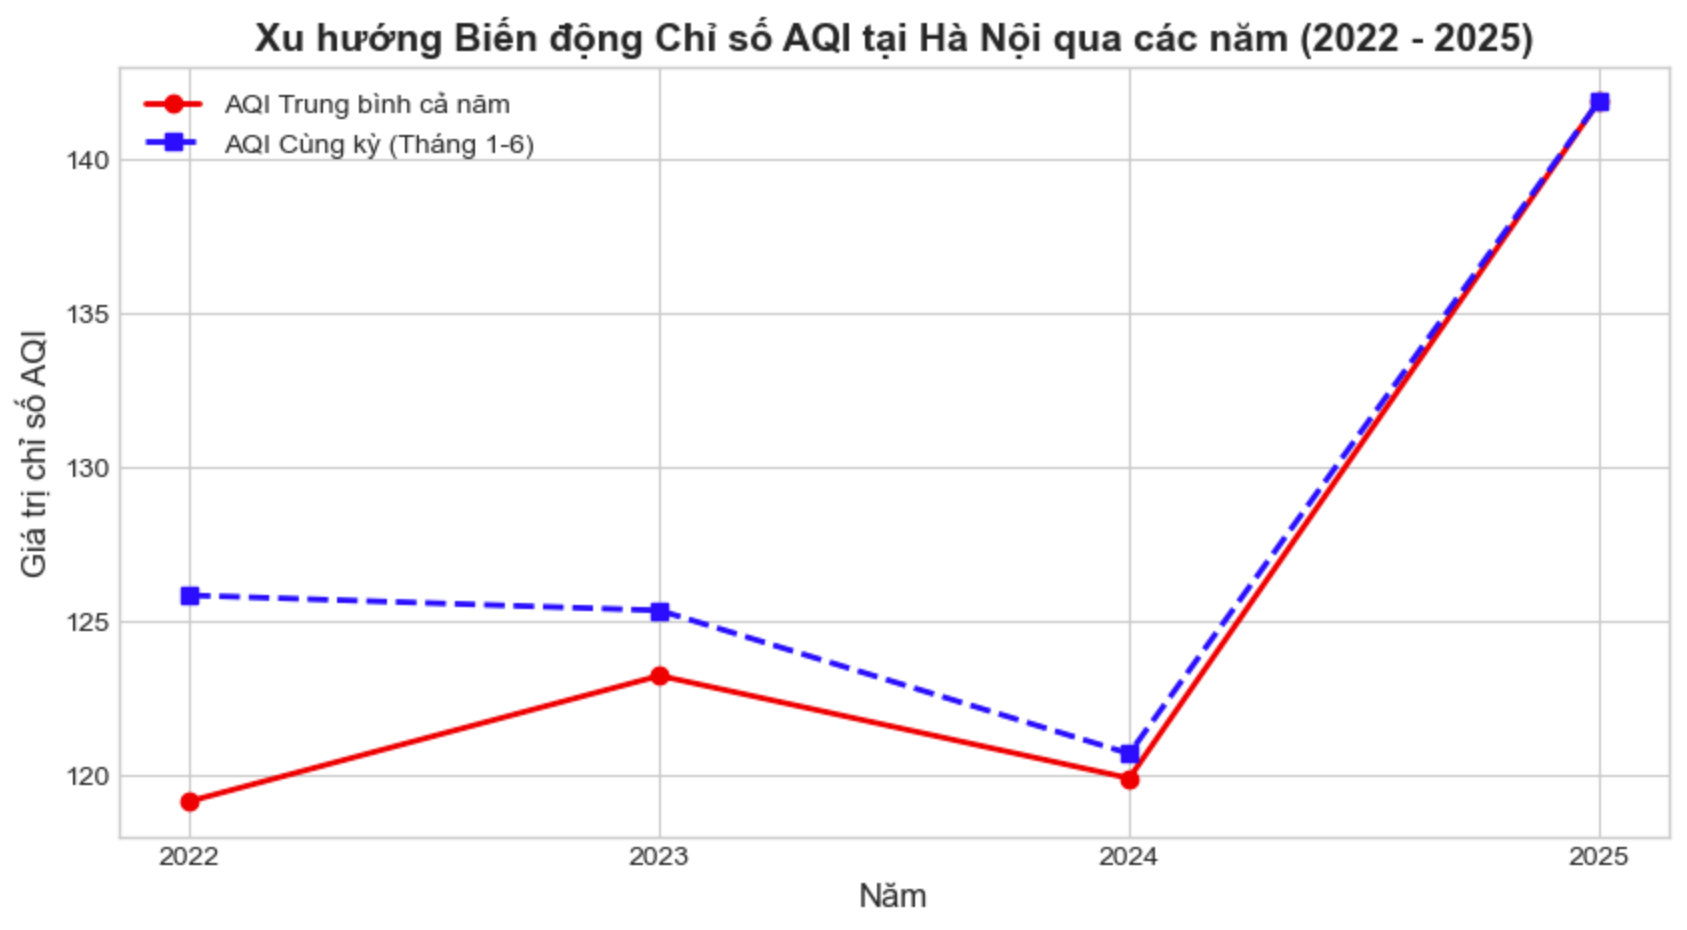 Xu hướng Biến động Chỉ số AQI tại Hà Nội qua các năm (2022 - 2025)
AQI Trung bình cả năm
AQI Cùng kỳ (Tháng 1-6)
Giá trị chỉ số AQI
140
135
130
125
120
2022 2023 2024 2025
Năm